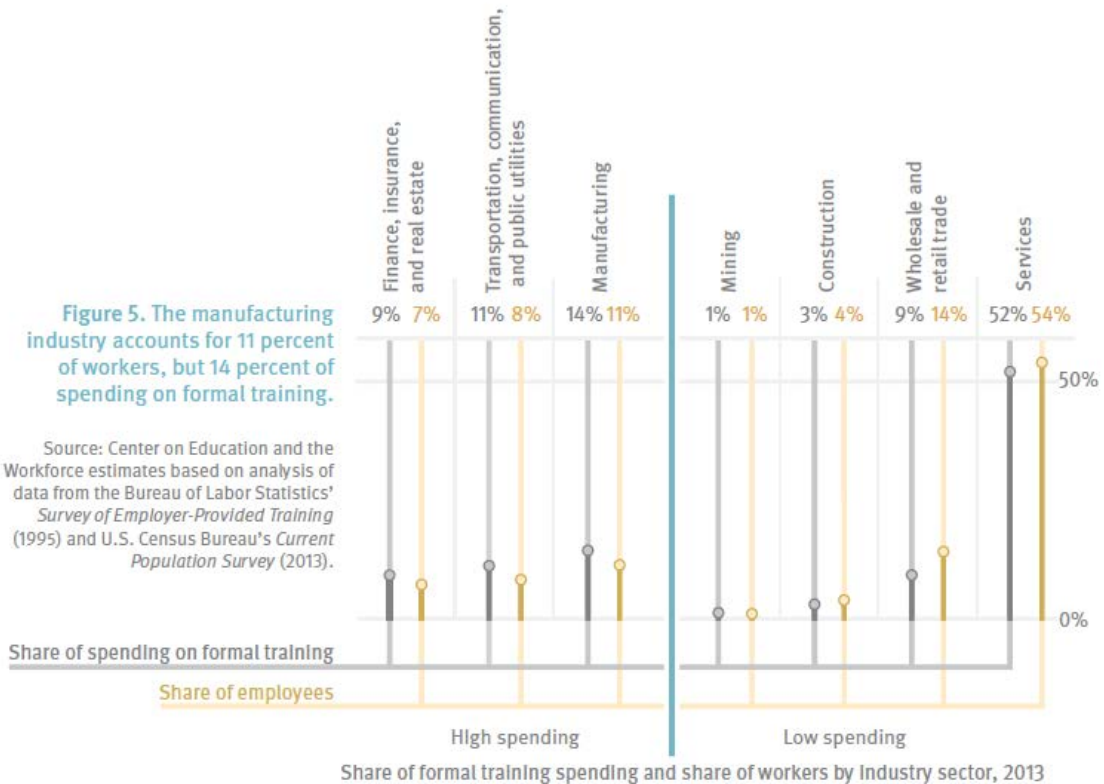 Finance, insurance,
and real estate
Transportation, communication,
and public utilities
Manufacturing
Mining
Construction
Wholesale and
retail trade
Services
9% 7% 11% 8% 14% 11% 1% 1% 3% 4% 9% 14% 52% 54%
Figure 5. The manufacturing
industry accounts for 11 percent
of workers, but 14 percent of
spending on formal training.
50%
Source: Center on Education and the
Workforce estimates based on analysis of
data from the Bureau of Labor Statistics’
Survey of Employer-Provided Training
(1995) and U.S. Census Bureau’s Current
Population Survey (2013).
0%
Share of spending on formal training
Share of employees
HIgh spending
Low spending
Share of formal training spending and share of workers by industry sector, 2013